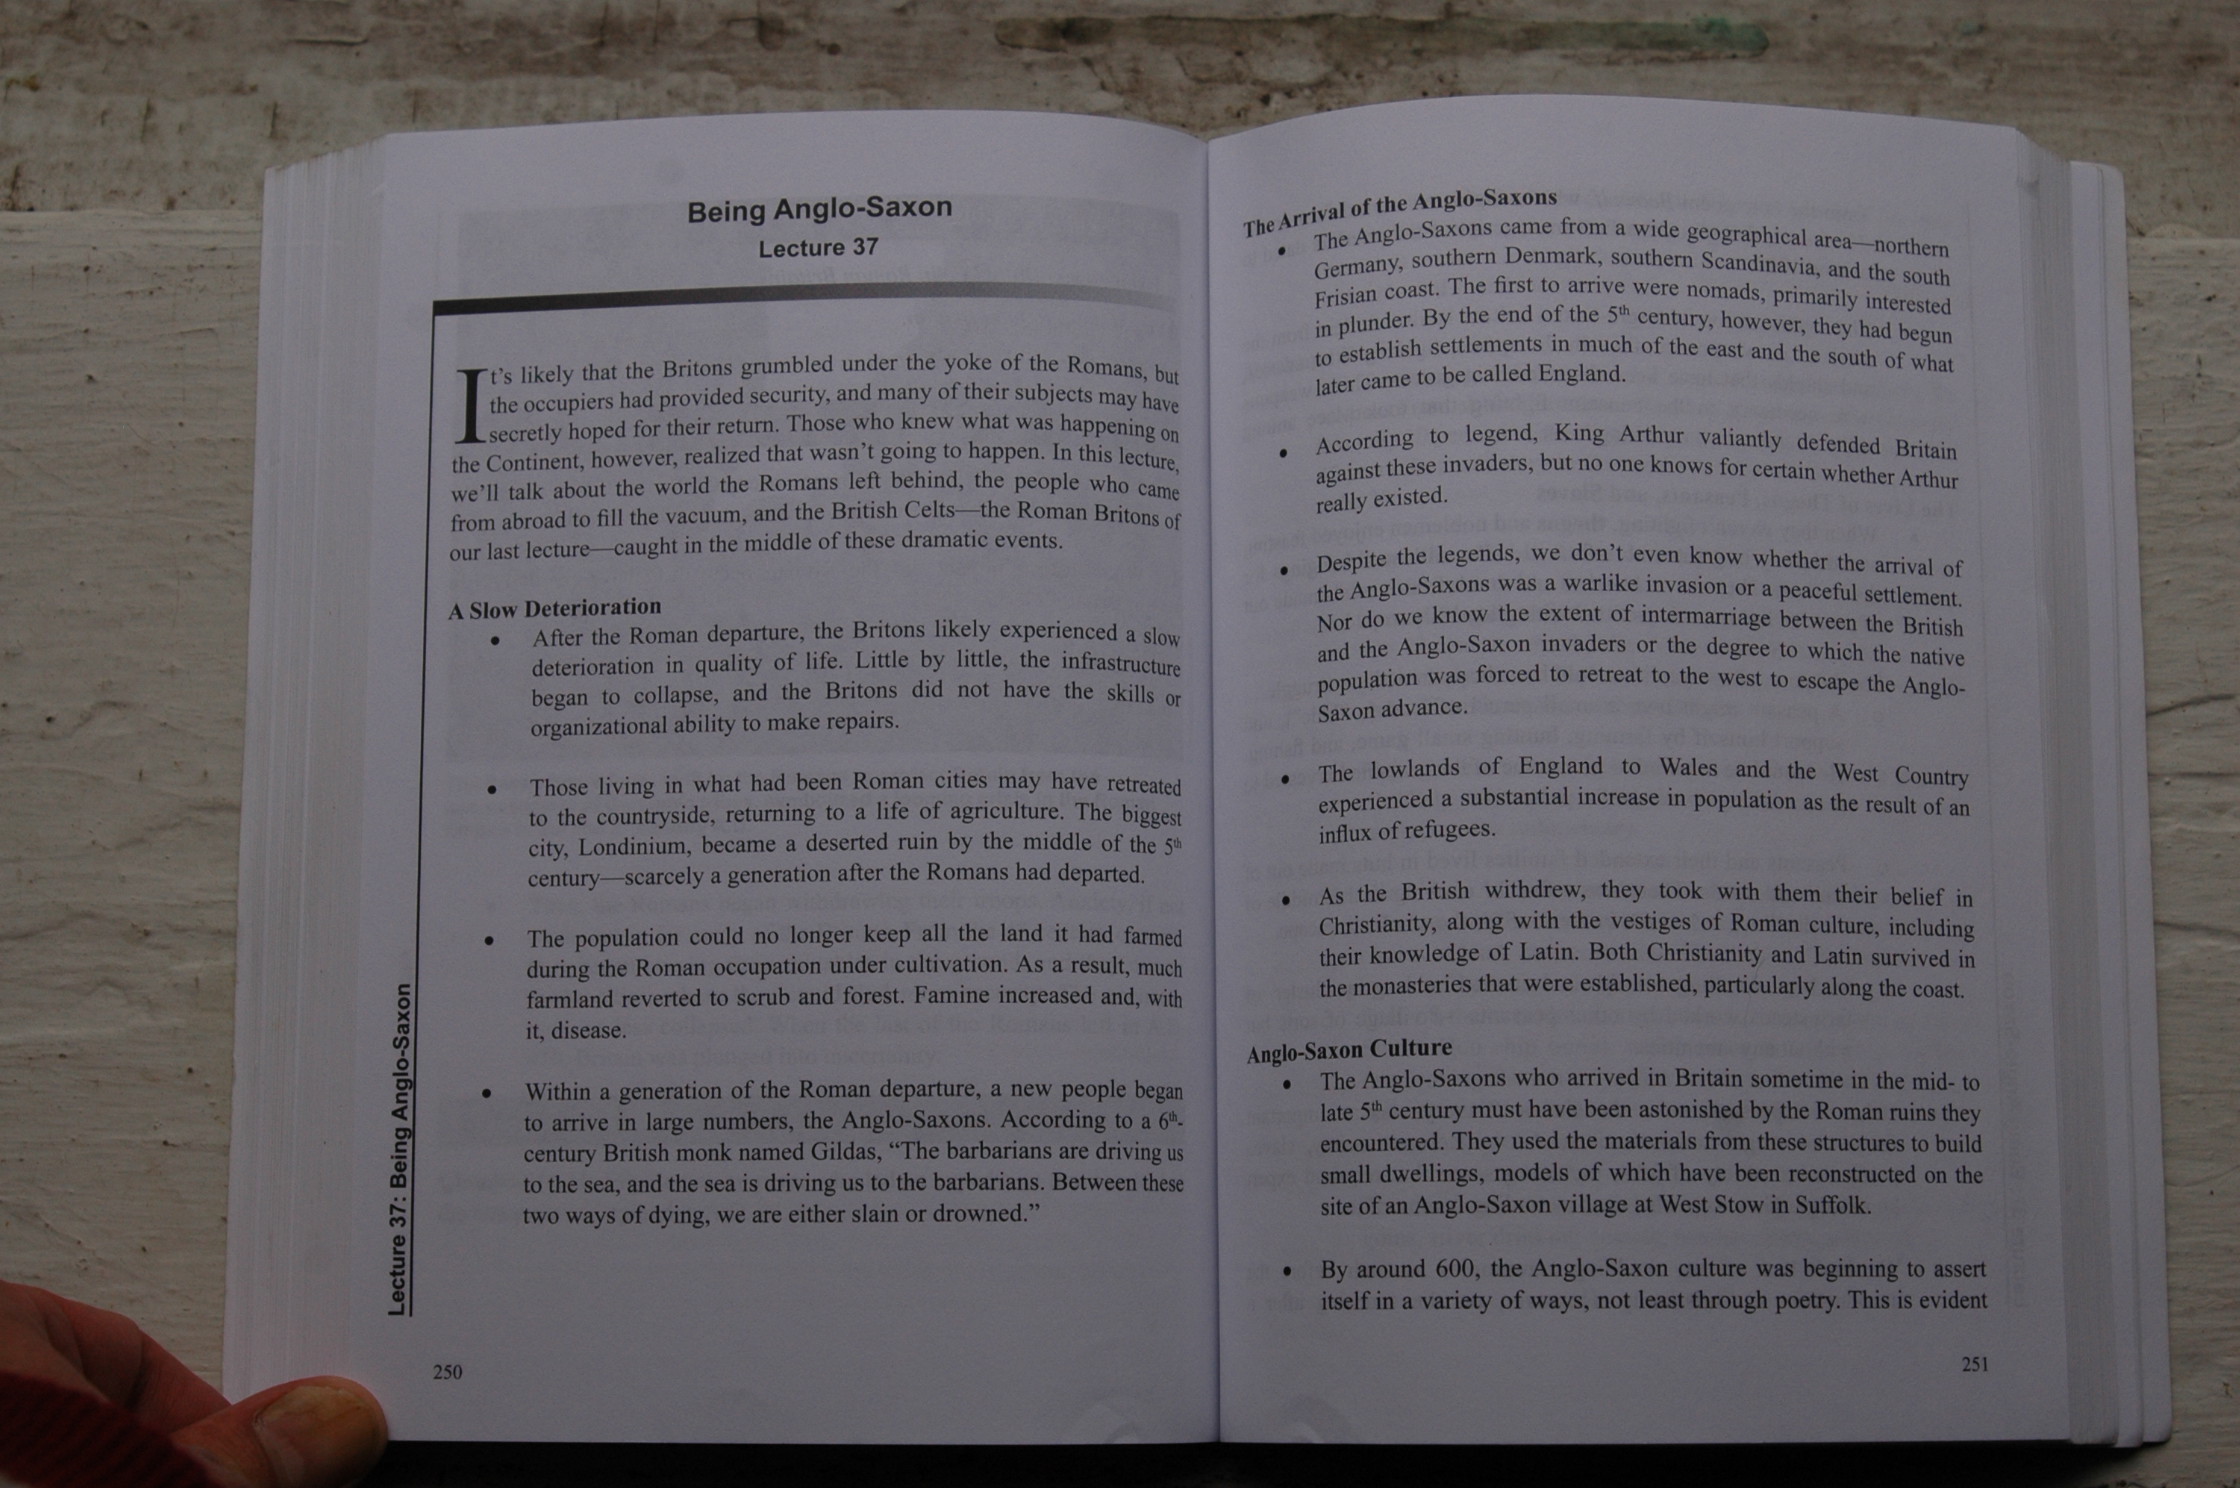 Being Anglo-Saxon
Lecture 37
It’s likely that the Britons grumbled under the yoke of the Romans, but
the occupiers had provided security, and many of their subjects may have
secretly hoped for their return. Those who knew what was happening on
the Continent, however, realized that wasn’t going to happen. In this lecture,
we’ll talk about the world the Romans left behind, the people who came
from abroad to fill the vacuum, and the British Celts—the Roman Britons of
our last lecture—caught in the middle of these dramatic events.
A Slow Deterioration
• After the Roman departure, the Britons likely experienced a slow
deterioration in quality of life. Little by little, the infrastructure
began to collapse, and the Britons did not have the skills or
organizational ability to make repairs.
• Those living in what had been Roman cities may have retreated
to the countryside, returning to a life of agriculture. The biggest
city, Londinium, became a deserted ruin by the middle of the 5th
century—scarcely a generation after the Romans had departed.
• The population could no longer keep all the land it had farmed
during the Roman occupation under cultivation. As a result, much
farmland reverted to scrub and forest. Famine increased and, with
it, disease.
• Within a generation of the Roman departure, a new people began
to arrive in large numbers, the Anglo-Saxons. According to a 6th-
century British monk named Gildas, “The barbarians are driving us
to the sea, and the sea is driving us to the barbarians. Between these
two ways of dying, we are either slain or drowned.”
Lecture 37: Being Anglo-Saxon
250
The Arrival of the Anglo-Saxons
• The Anglo-Saxons came from a wide geographical area—northern
Germany, southern Denmark, southern Scandinavia, and the south
Frisian coast. The first to arrive were nomads, primarily interested
in plunder. By the end of the 5th century, however, they had begun
to establish settlements in much of the east and the south of what
later came to be called England.
• According to legend, King Arthur valiantly defended Britain
against these invaders, but no one knows for certain whether Arthur
really existed.
• Despite the legends, we don’t even know whether the arrival of
the Anglo-Saxons was a warlike invasion or a peaceful settlement.
Nor do we know the extent of intermarriage between the British
and the Anglo-Saxon invaders or the degree to which the native
population was forced to retreat to the west to escape the Anglo-
Saxon advance.
• The lowlands of England to Wales and the West Country
experienced a substantial increase in population as the result of an
influx of refugees.
• As the British withdrew, they took with them their belief in
Christianity, along with the vestiges of Roman culture, including
their knowledge of Latin. Both Christianity and Latin survived in
the monasteries that were established, particularly along the coast.
Anglo-Saxon Culture
• The Anglo-Saxons who arrived in Britain sometime in the mid- to
late 5th century must have been astonished by the Roman ruins they
encountered. They used the materials from these structures to build
small dwellings, models of which have been reconstructed on the
site of an Anglo-Saxon village at West Stow in Suffolk.
• By around 600, the Anglo-Saxon culture was beginning to assert
itself in a variety of ways, not least through poetry. This is evident
251